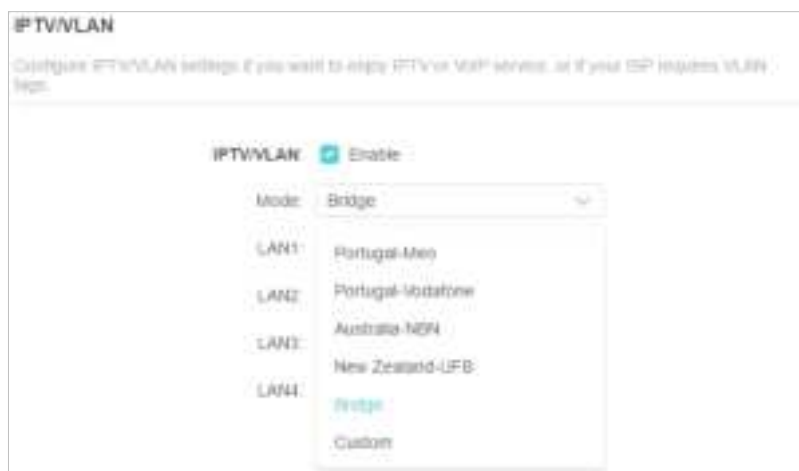 IPTV/VLAN
Configure IPTV/VLAN settings if you want to enjoy IPTV or VoIP service, or if your ISP requires VLAN
tags.
IPTV/VLAN: Enable
Mode: Bridge
LAN1: Portugal-Meo
LAN2: Portugal-Vodafone
Australia-NBN
LAN3:
New Zealand-UFB
LAN4:
Bridge
Custom